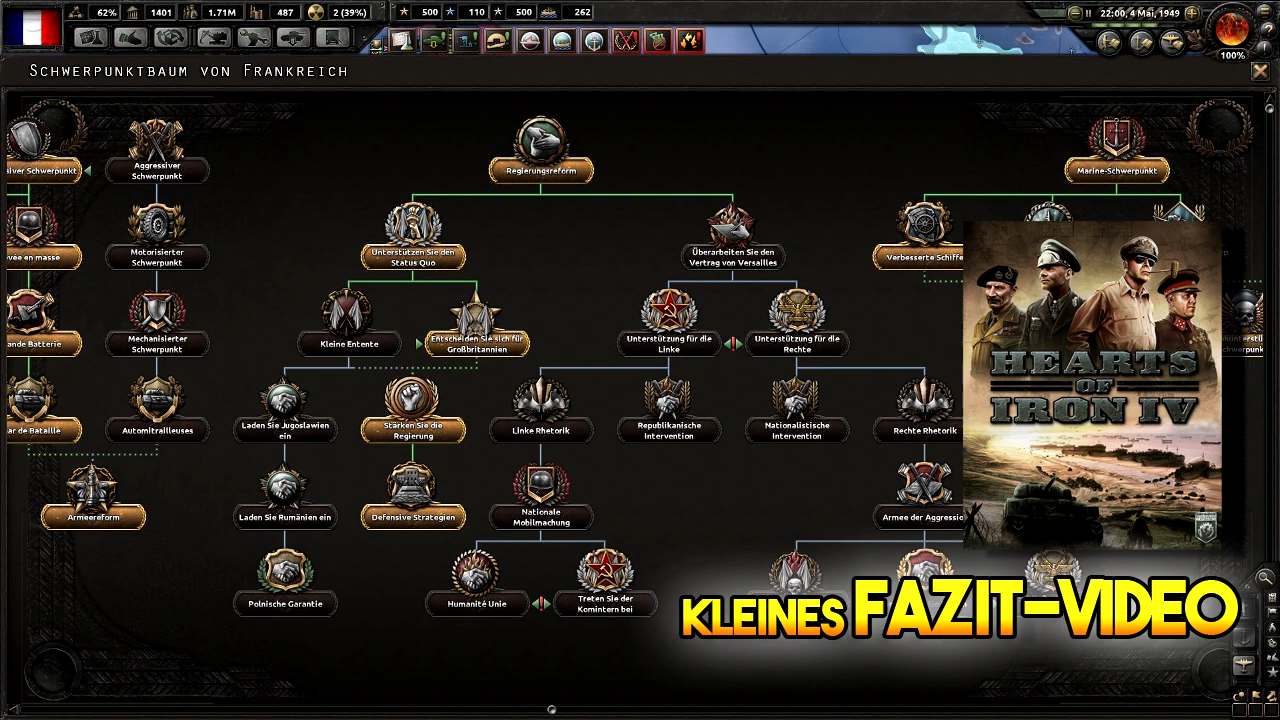 62% 1401 1.71M 487 2 (39%) 500 110 500 262 22:00, 4 Mai, 1949
100%
Schwerpunktbaum von Frankreich
Aggressiver
Schwerpunkt
Regierungsreform
Marine-Schwerpunkt
Motorisierter
Schwerpunkt
Unterstützen Sie den
Status Quo
Überarbeiten Sie den
Vertrag von Versailles
Verbesserte Schiffe
Mechanisierter
Schwerpunkt
Kleine Entente
Entscheiden Sie sich für
Großbritannien
Unterstützung für die
Linke
Unterstützung für die
Rechte
Automitrailleuses
Laden Sie Jugoslawien
ein
Stärken Sie die
Regierung
Linke Rhetorik
Republikanische
Intervention
Nationalistische
Intervention
Rechte Rhetorik
Armeereform
Laden Sie Rumänien ein
Defensive Strategien
Nationale
Mobilmachung
Armee der Aggressio
Polnische Garantie
Humanité Unie
Treten Sie der
Komintern bei
HEARTS
OF
IRON IV
KLEINES FAZIT-VIDEO